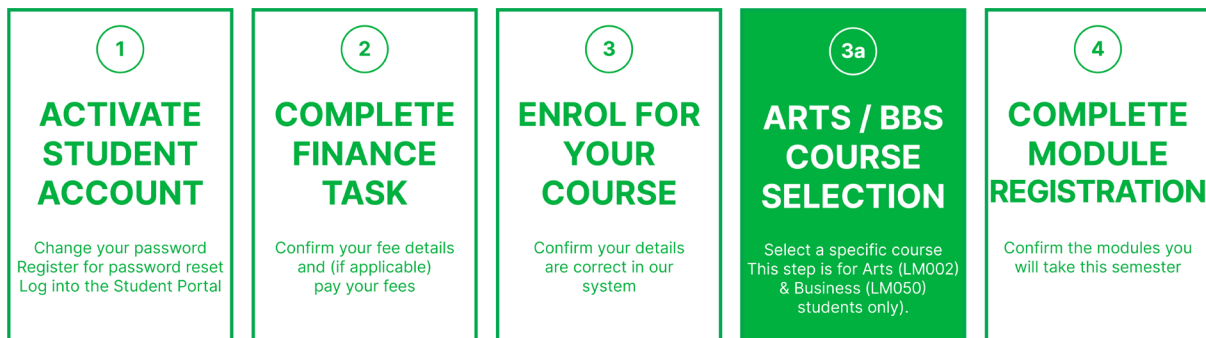 1
ACTIVATE
STUDENT
ACCOUNT
Change your password
Register for password reset
Log into the Student Portal
2
COMPLETE
FINANCE
TASK
Confirm your fee details
and (if applicable)
pay your fees
3
ENROL FOR
YOUR
COURSE
Confirm your details
are correct in our
system
3a
ARTS / BBS
COURSE
SELECTION
Select a specific course
This step is for Arts (LM002)
& Business (LM050)
students only).
4
COMPLETE
MODULE
REGISTRATION
Confirm the modules you
will take this semester